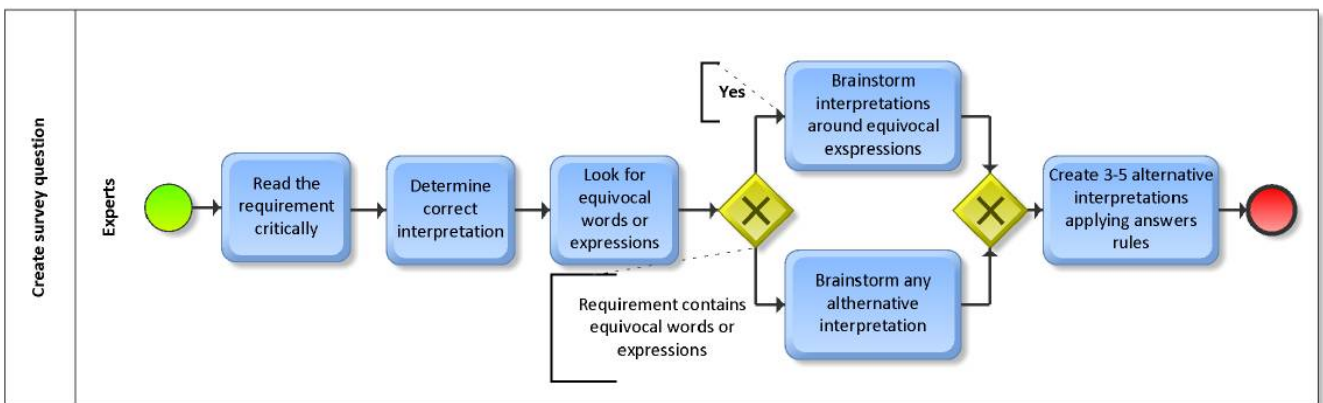 Create survey question
Experts
Read the
requirement
critically
Determine
correct
interpretation
Look for
equivocal
words or
expressions
Requirement contains
equivocal words or
expressions
Yes
Brainstorm
interpretations
around equivocal
exspressions
Brainstorm any
althernative
interpretation
Create 3-5 alternative
interpretations
applying answers
rules